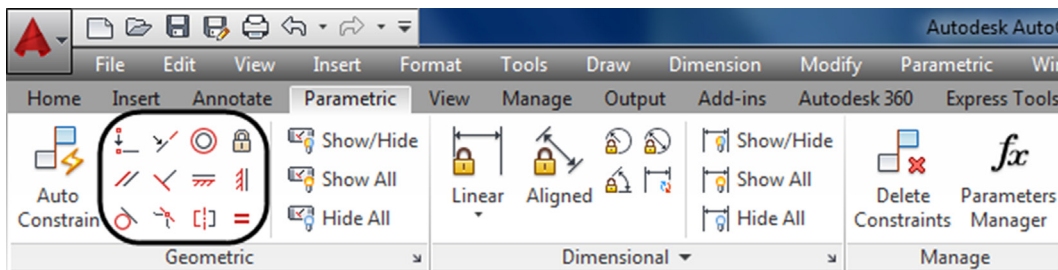 Autodesk Auto
File Edit View Insert Format Tools Draw Dimension Modify Parametric
Home Insert Annotate Parametric View Manage Output Add-ins Autodesk 360 Express Tools
Show/Hide Show/Hide
Show All Show All
Auto Constrain Linear Aligned Delete Constraints fx Parameters Manager
Hide All Hide All
Geometric Dimensional Manage